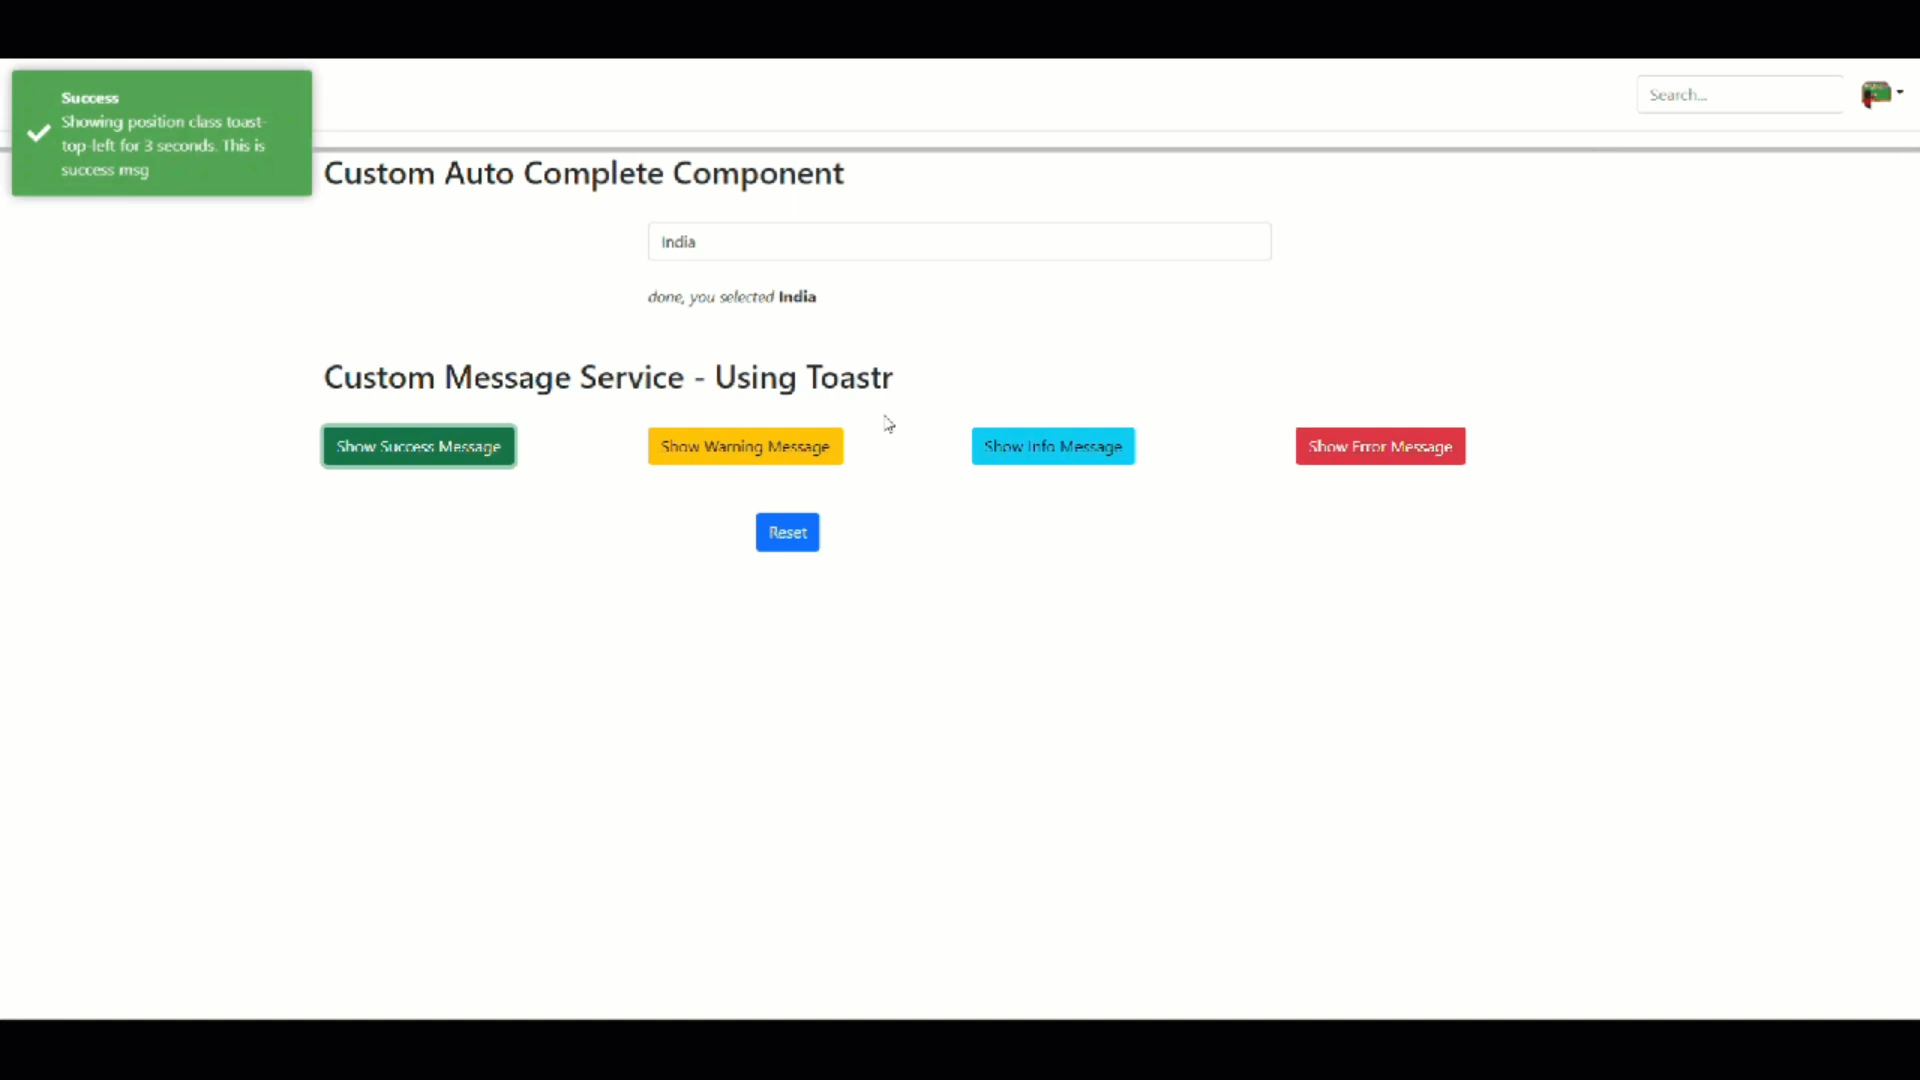 Success
Showing position class toast-
top-left for 3 seconds. This is
success msg
Search...
Custom Auto Complete Component
India
done, you selected India
Custom Message Service - Using Toastr
Show Success Message
Show Warning Message
Show Info Message
Show Error Message
Reset